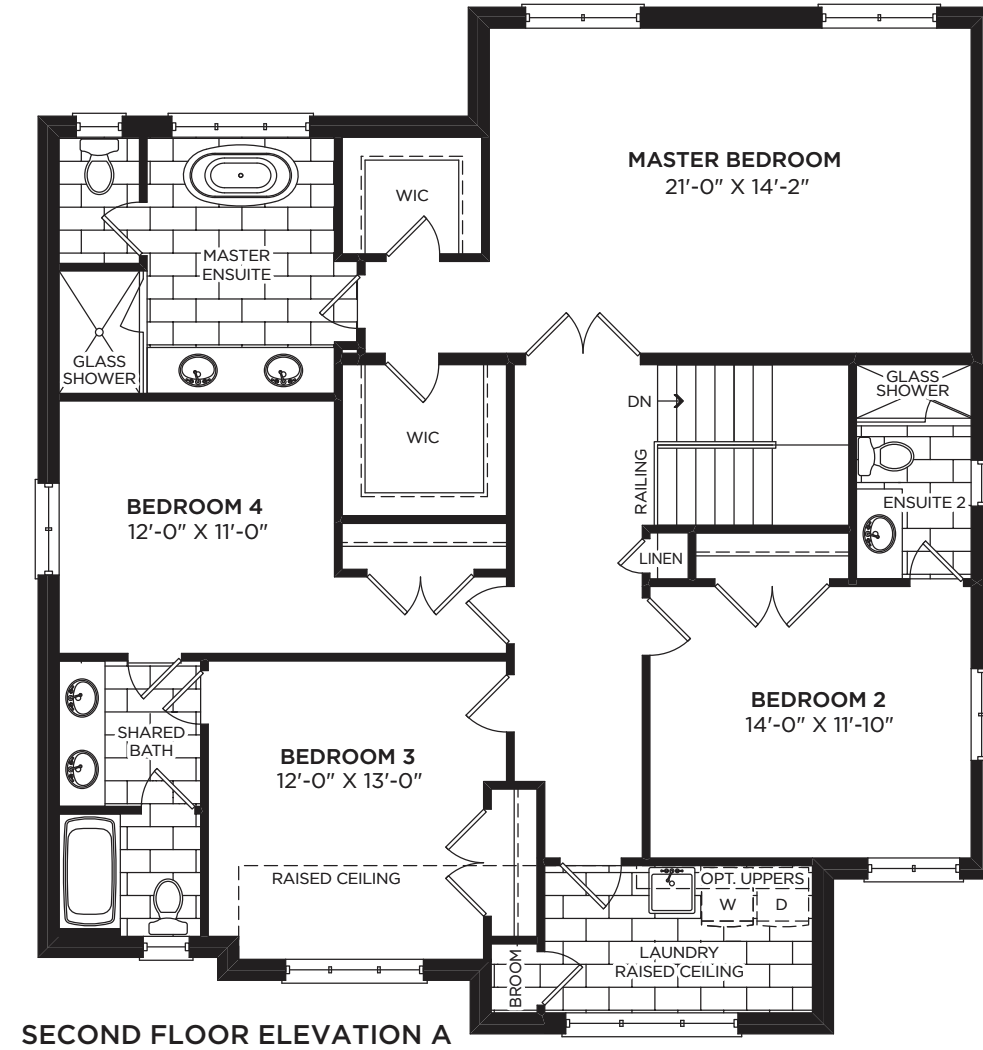 MASTER BEDROOM
21'-0" X 14'-2"
WIC
MASTER
ENSUITE
GLASS
SHOWER
WIC
DN
RAILING
GLASS
SHOWER
ENSUITE 2
LINEN
BEDROOM 4
12'-0" X 11'-0"
BEDROOM 2
14'-0" X 11'-10"
SHARED
BATH
BEDROOM 3
12'-0" X 13'-0"
RAISED CEILING
OPT. UPPERS
W
D
LAUNDRY
RAISED CEILING
BROOM
SECOND FLOOR ELEVATION A